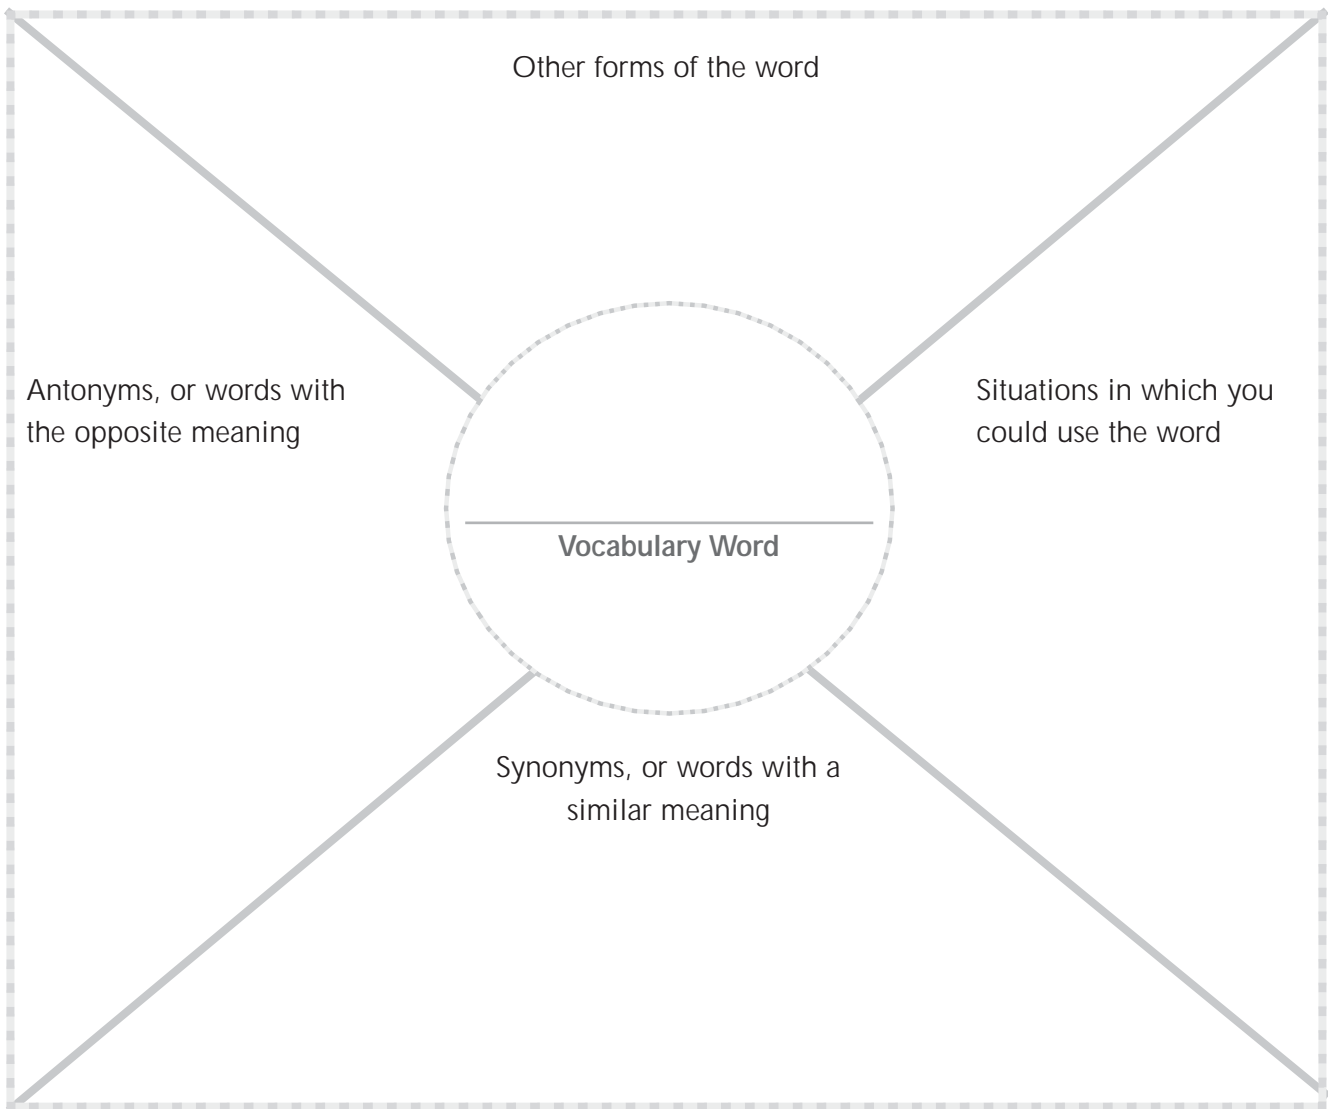 Other forms of the word
Antonyms, or words with
the opposite meaning
Situations in which you
could use the word
Vocabulary Word
Synonyms, or words with a
similar meaning